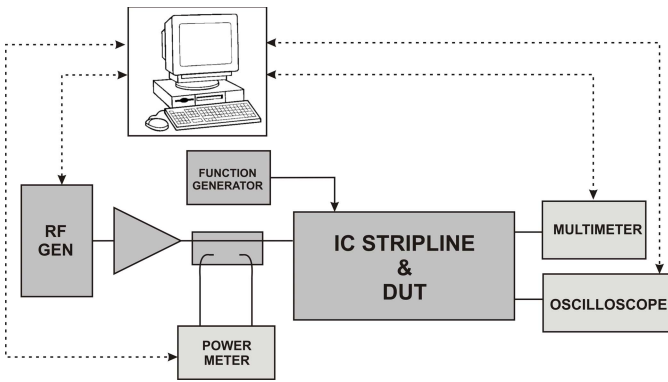 FUNCTION
GENERATOR
RF
GEN
IC STRIPLINE
&
DUT
MULTIMETER
OSCILLOSCOPE
POWER
METER